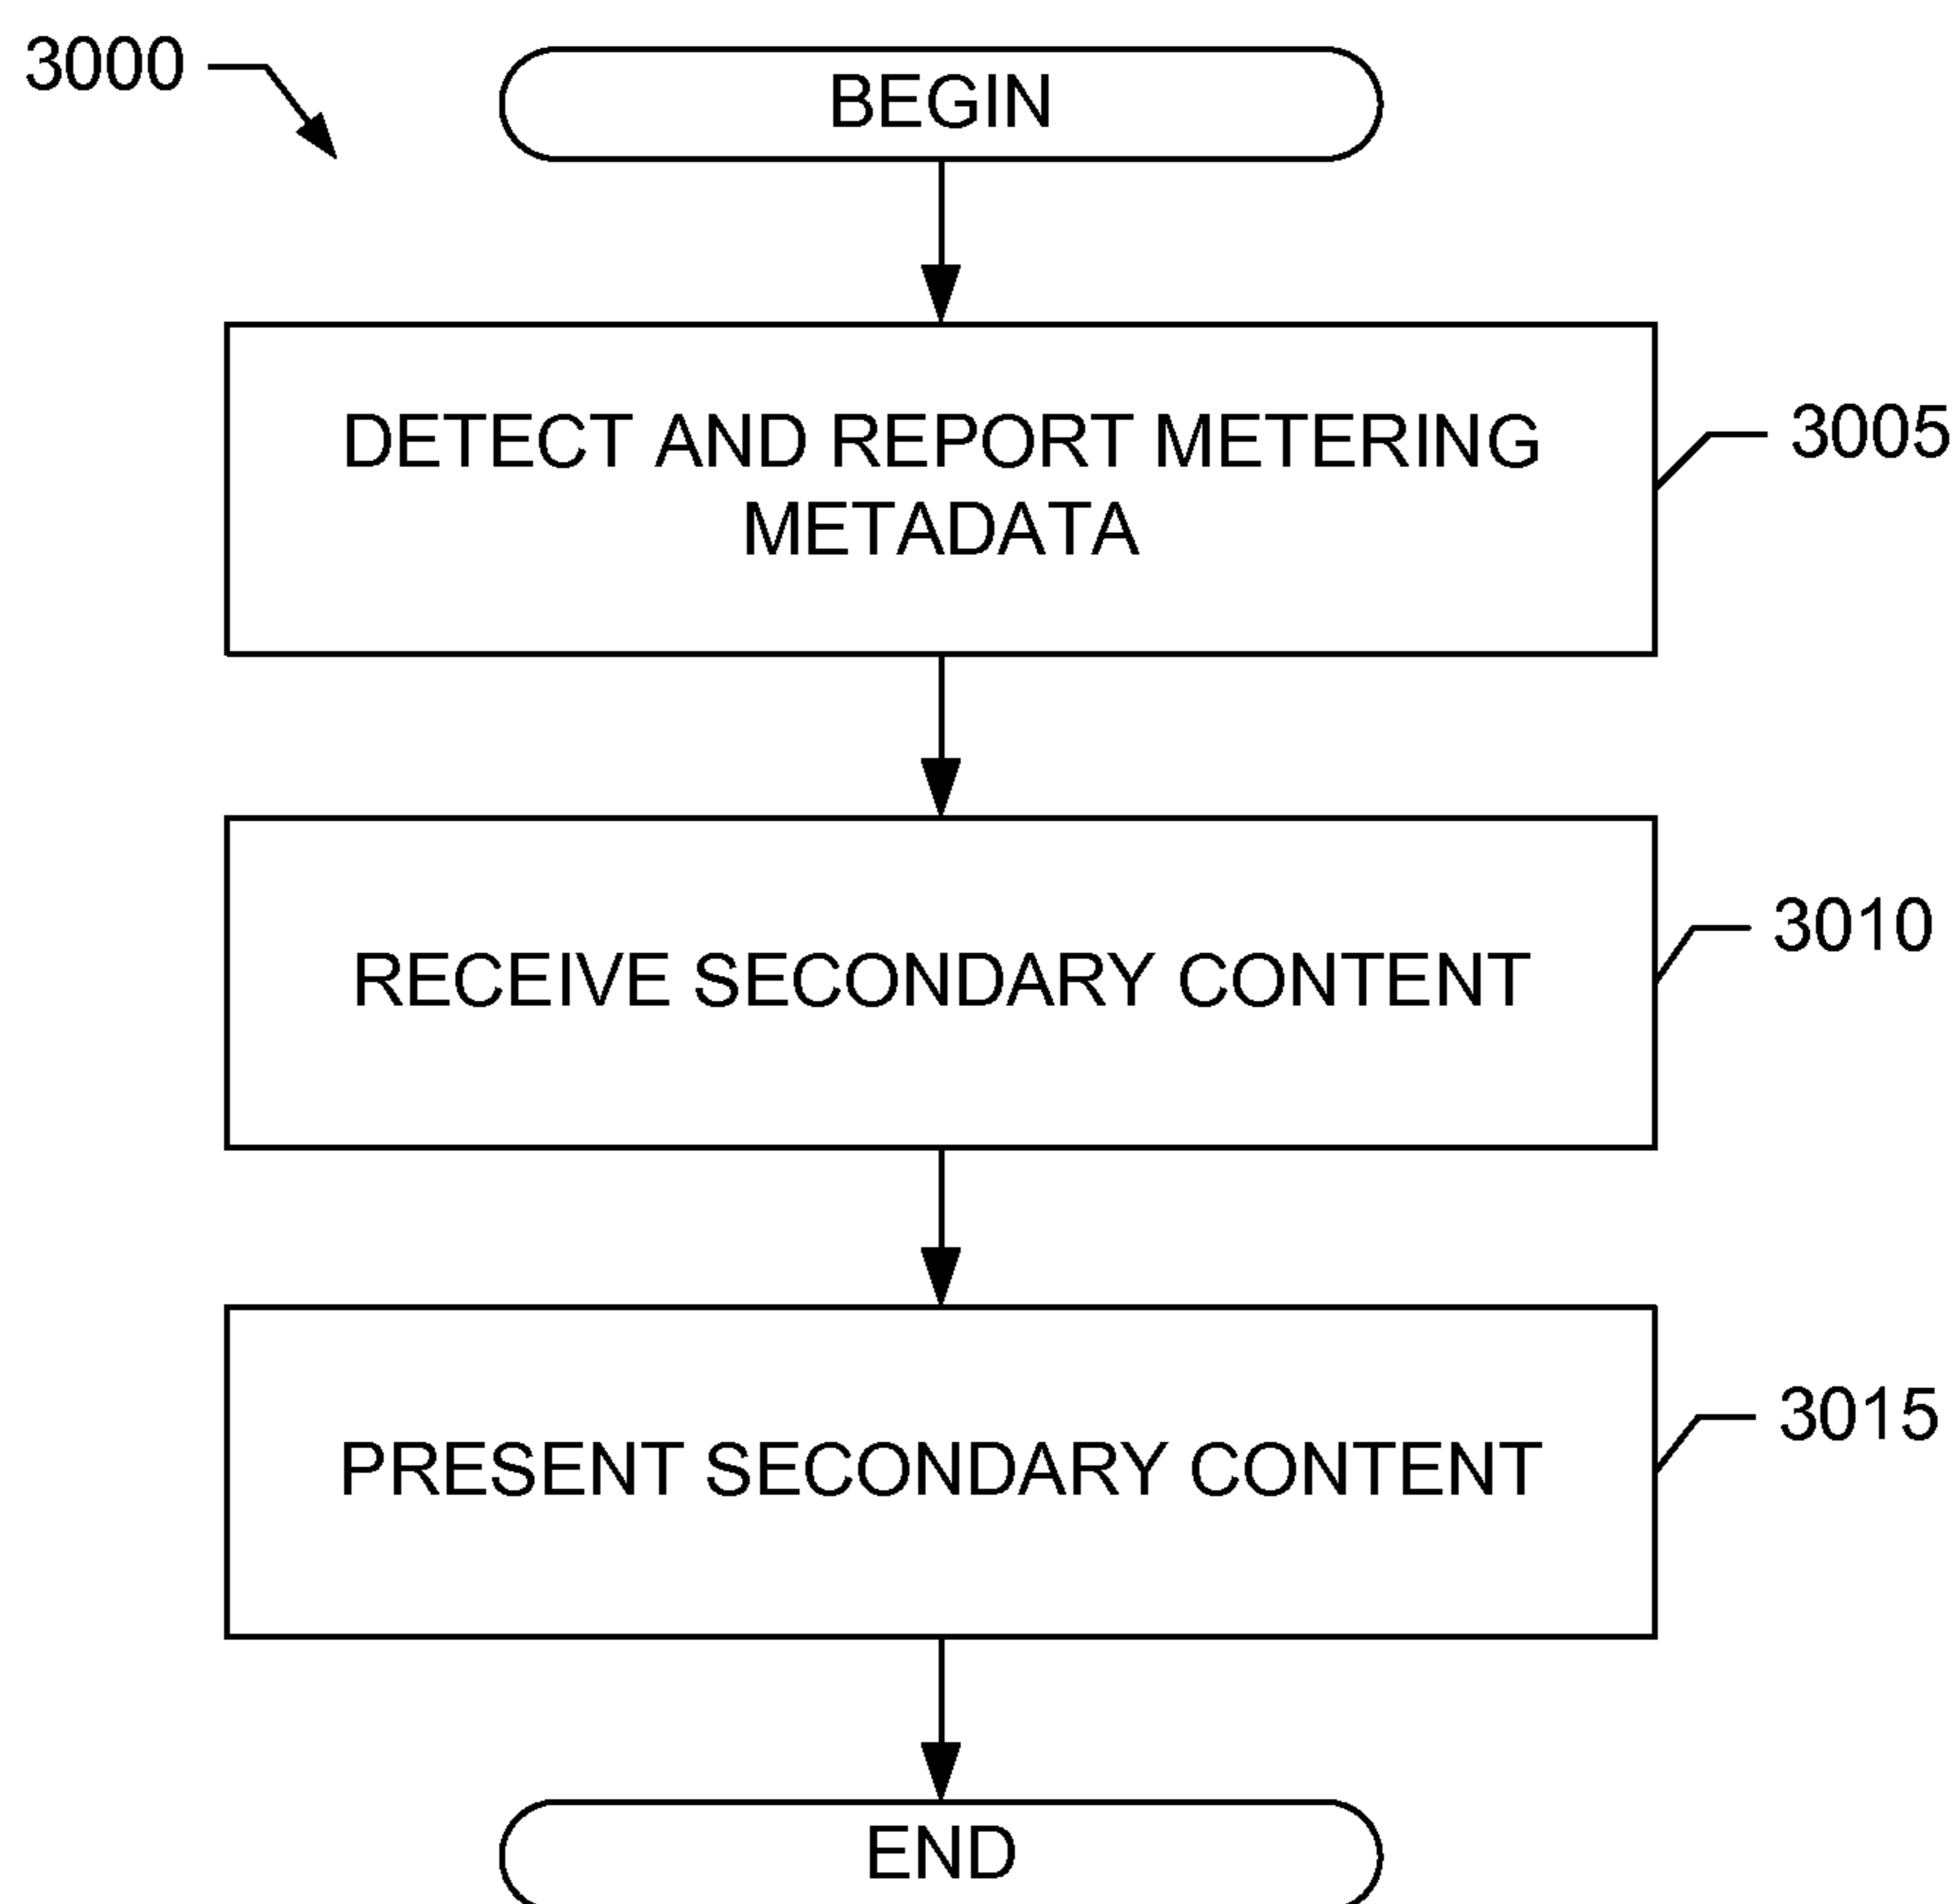 3000
BEGIN
DETECT AND REPORT METERING
METADATA
3005
RECEIVE SECONDARY CONTENT
3010
PRESENT SECONDARY CONTENT
3015
END